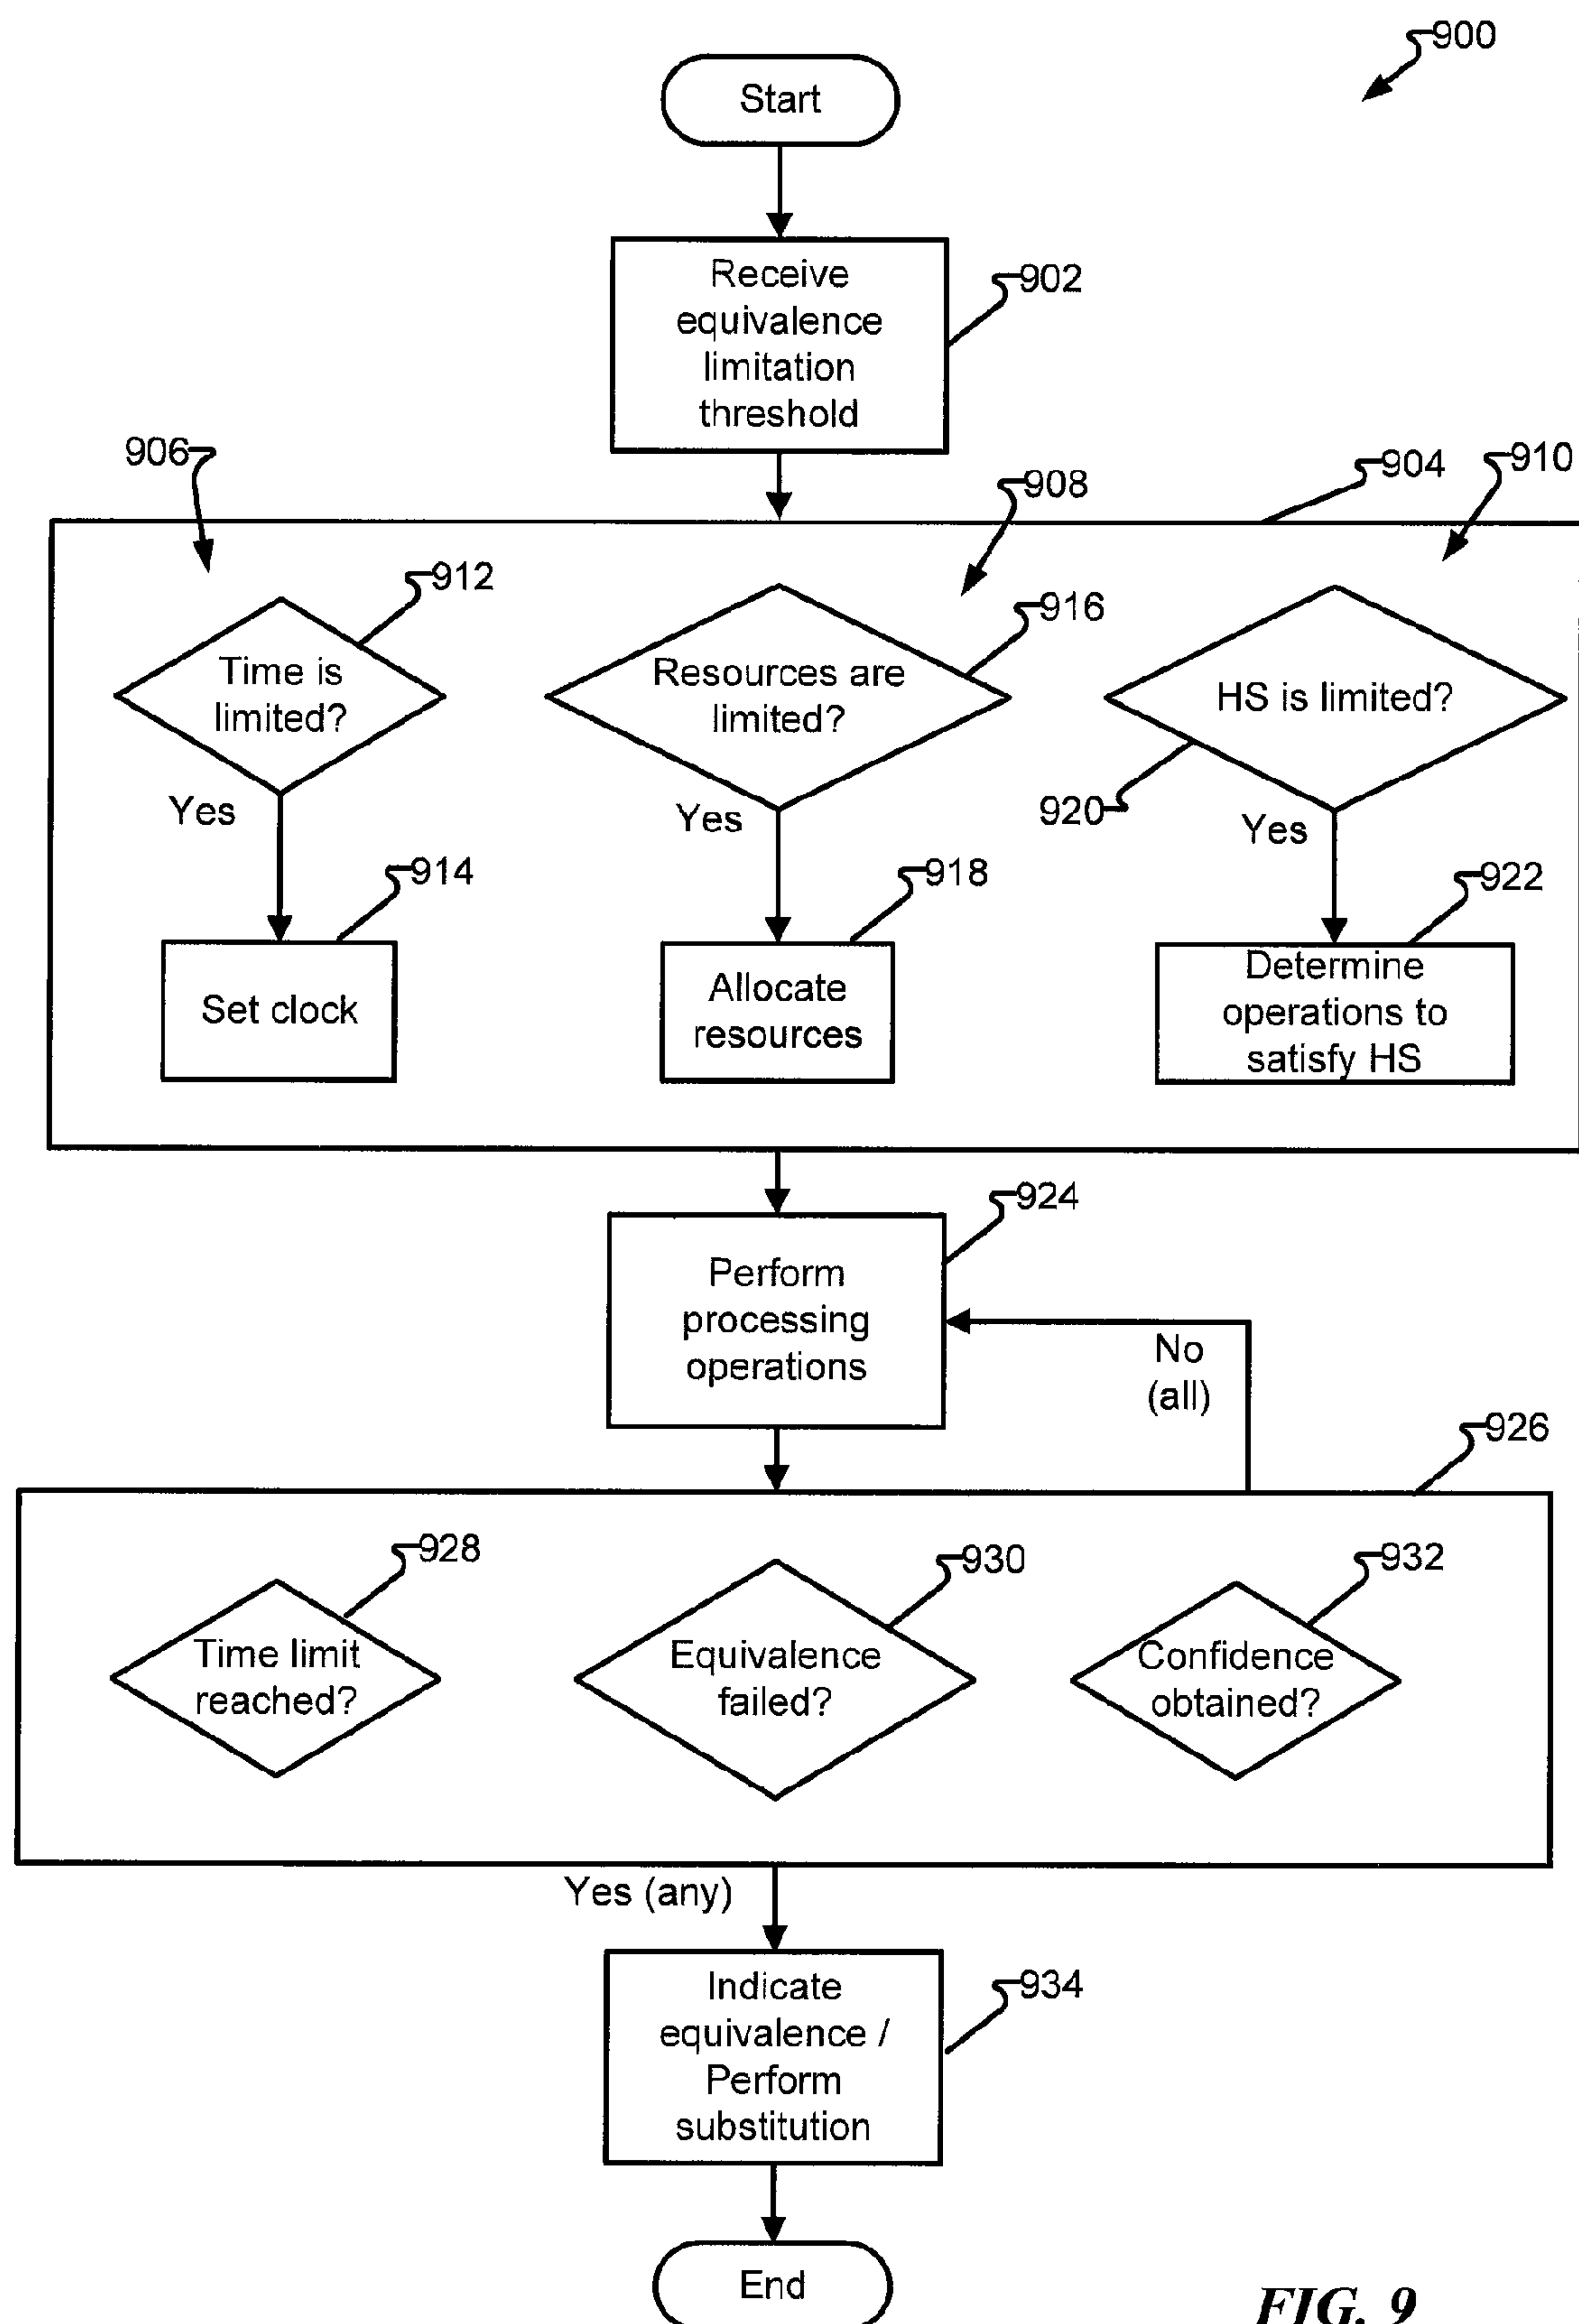 900
Start
Receive
equivalence
limitation
threshold
902
906
908
904
910
912
916
Time is
limited?
Resources are
limited?
HS is limited?
920
Yes
Yes
Yes
914
918
922
Set clock
Allocate
resources
Determine
operations to
satisfy HS
924
Perform
processing
operations
No
(all)
926
928
930
932
Time limit
reached?
Equivalence
failed?
Confidence
obtained?
Yes (any)
Indicate
equivalence /
Perform
substitution
934
End
FIG. 9